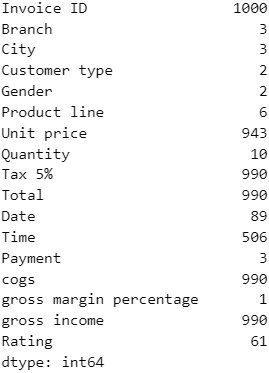 Invoice ID 1000
Branch 3
City 3
Customer type 2
Gender 2
Product line 6
Unit price 943
Quantity 10
Tax 5% 990
Total 990
Date 89
Time 506
Payment 3
cogs 990
gross margin percentage 1
gross income 990
Rating 61
dtype: int64